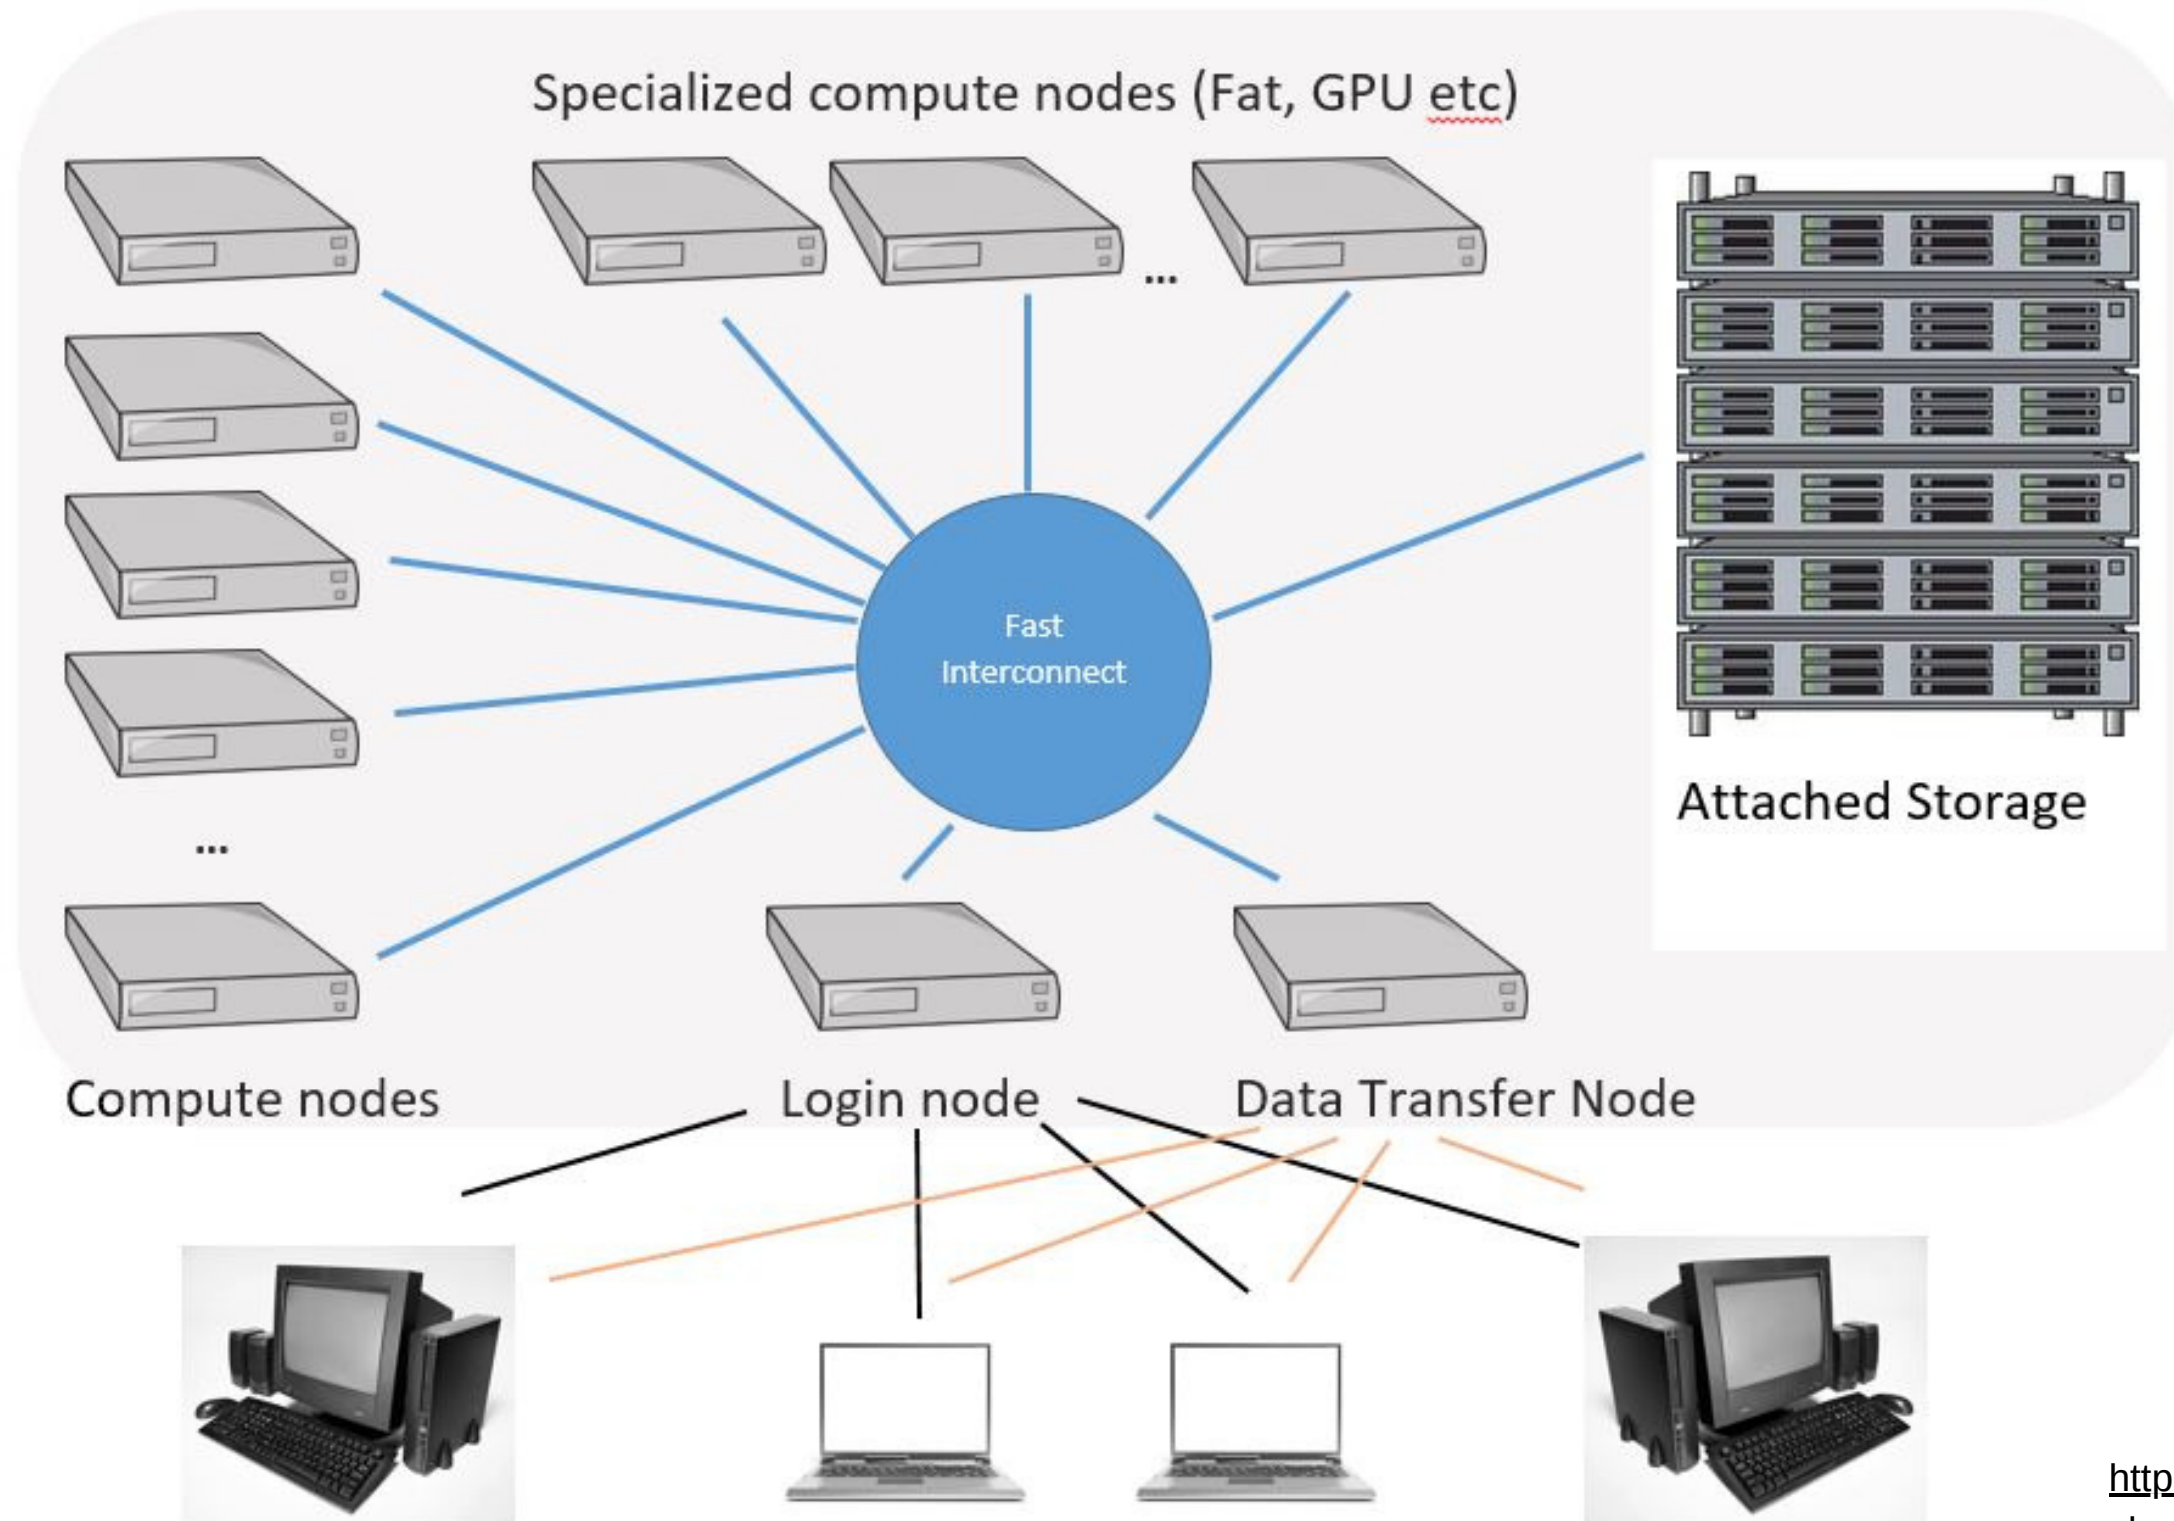 Specialized compute nodes (Fat, GPU etc)
...
Fast
Interconnect
Attached Storage
...
Compute nodes
Login node
Data Transfer Node
http